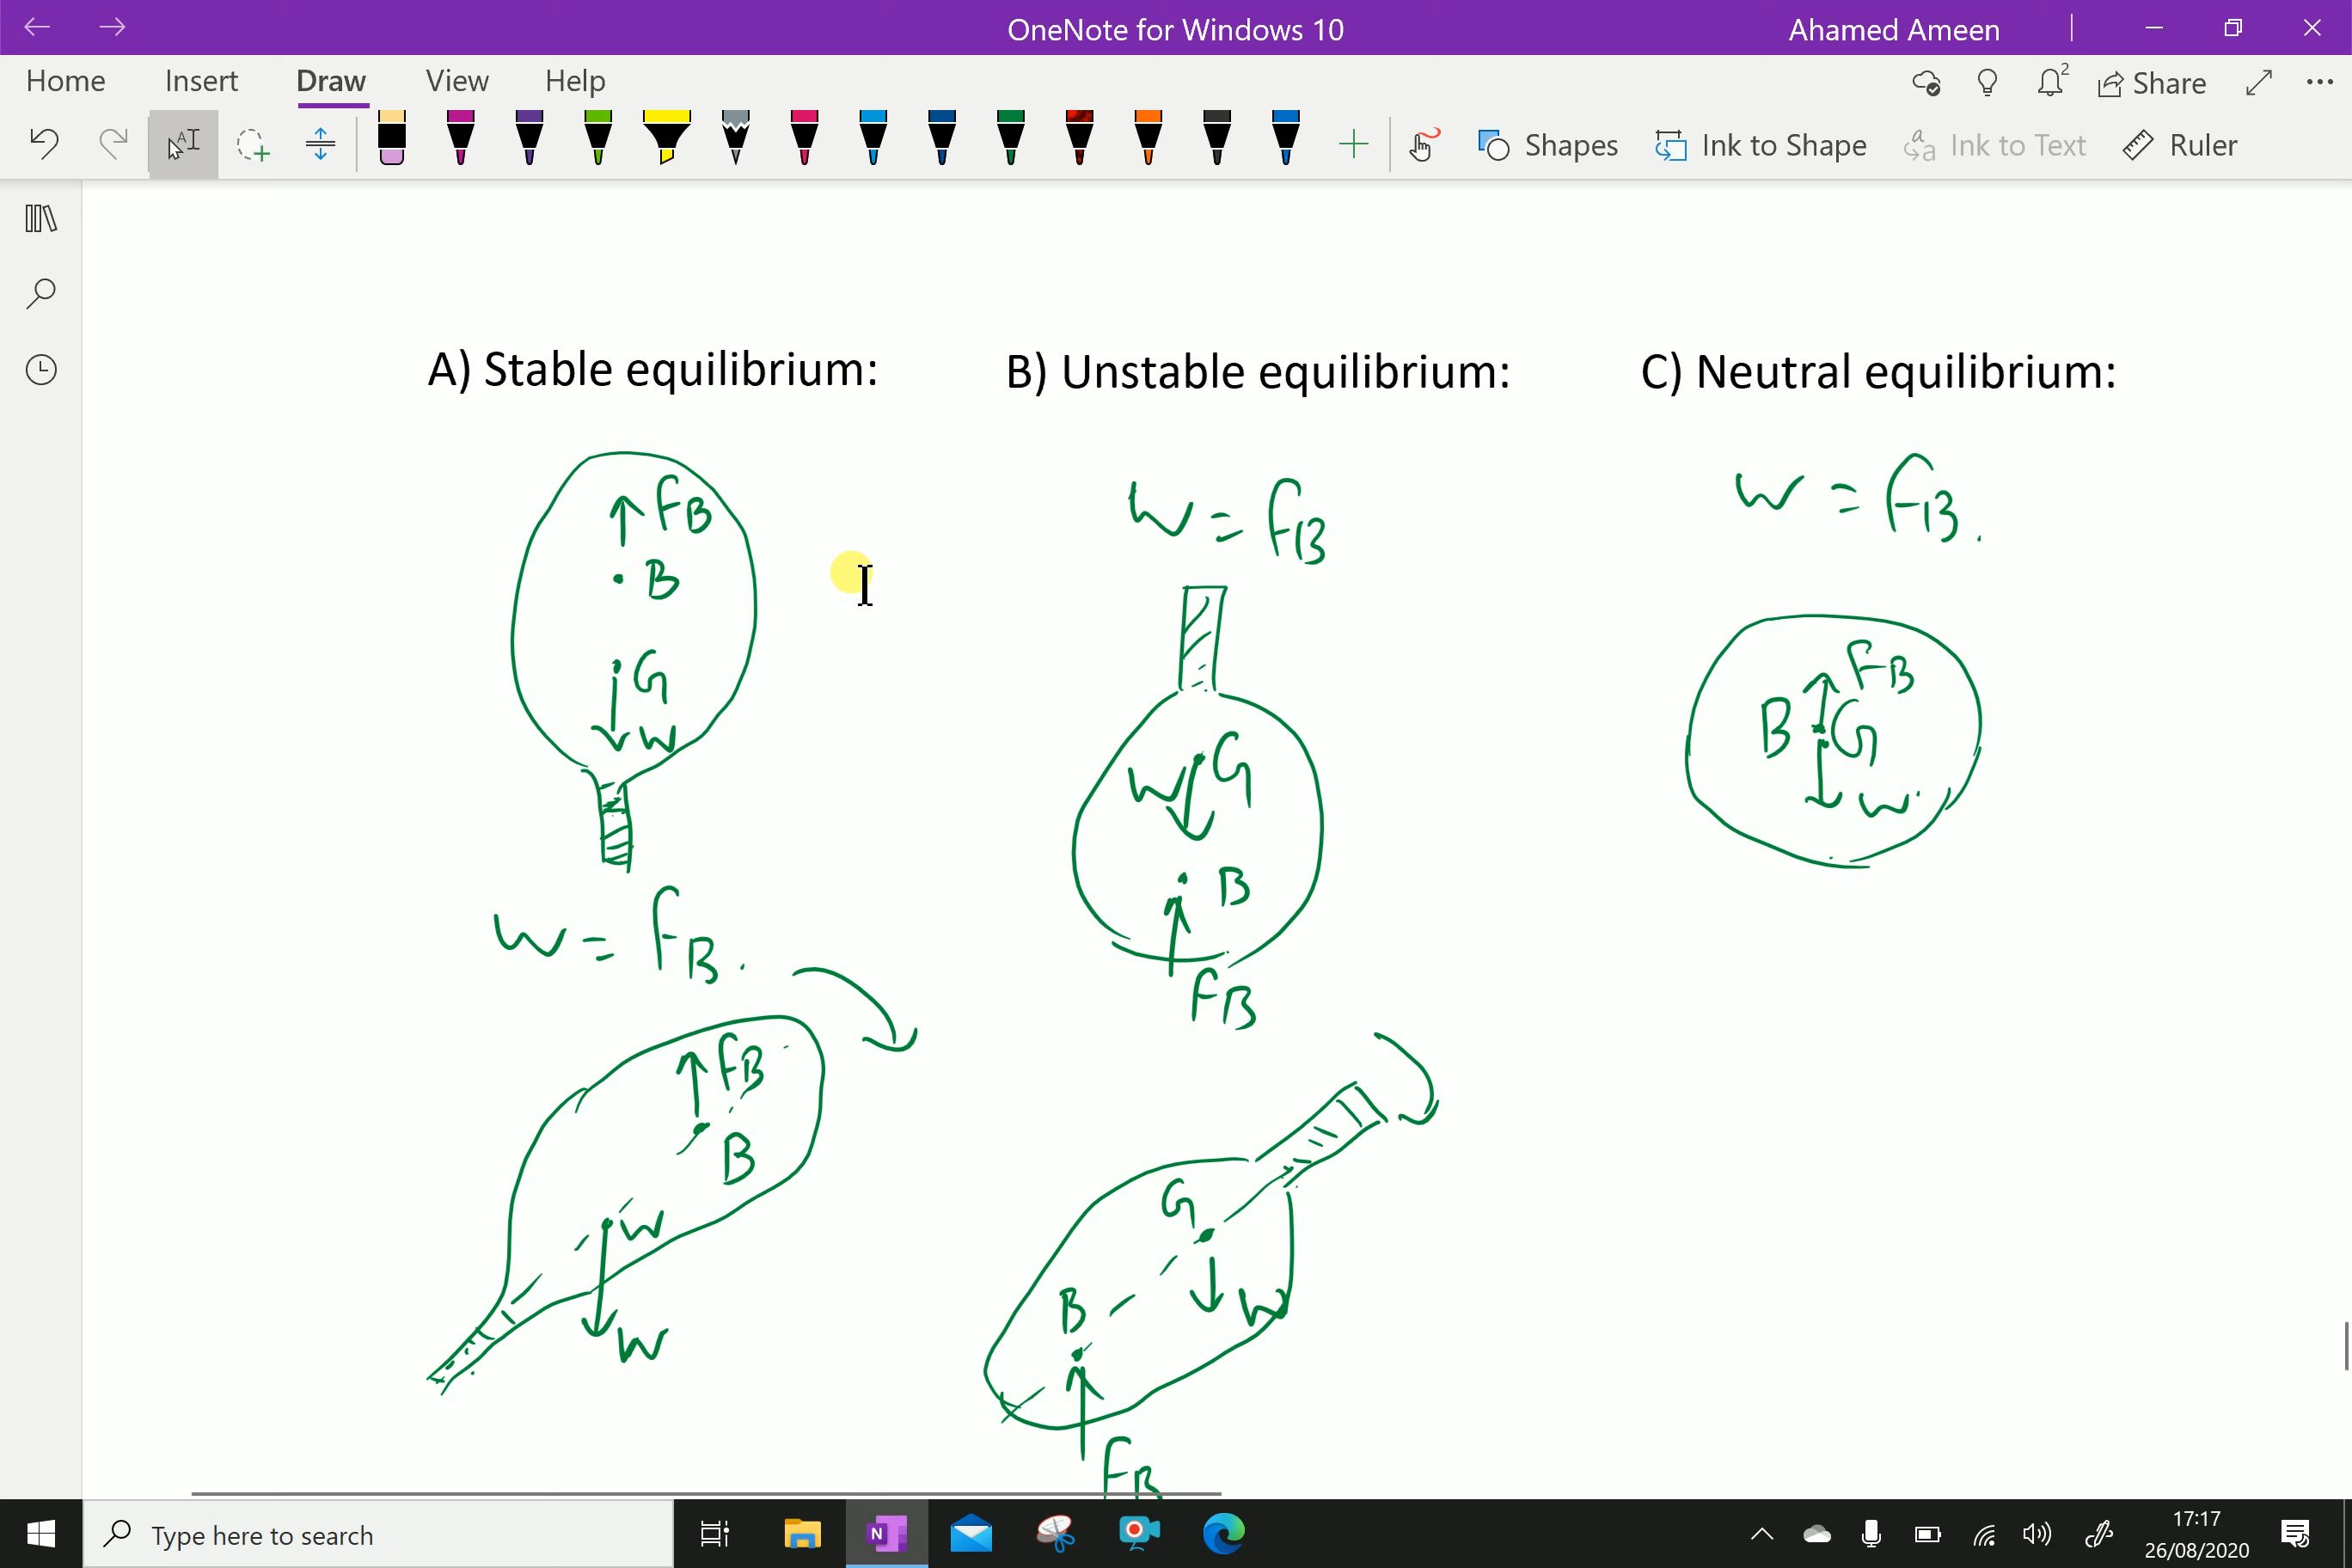 OneNote for Windows 10
Ahamed Ameen
Home Insert Draw View Help
2
Share
Shapes
Ink to Shape
Ink to Text
Ruler
A) Stable equilibrium:
FB
B
G
W
W = FB.
FB
B
W
W
B) Unstable equilibrium:
W = FB
G
W
B
FB
G
W
B
FB
C) Neutral equilibrium:
W = FB.
FB
B G
W
Type here to search
N
17:17
26/08/2020